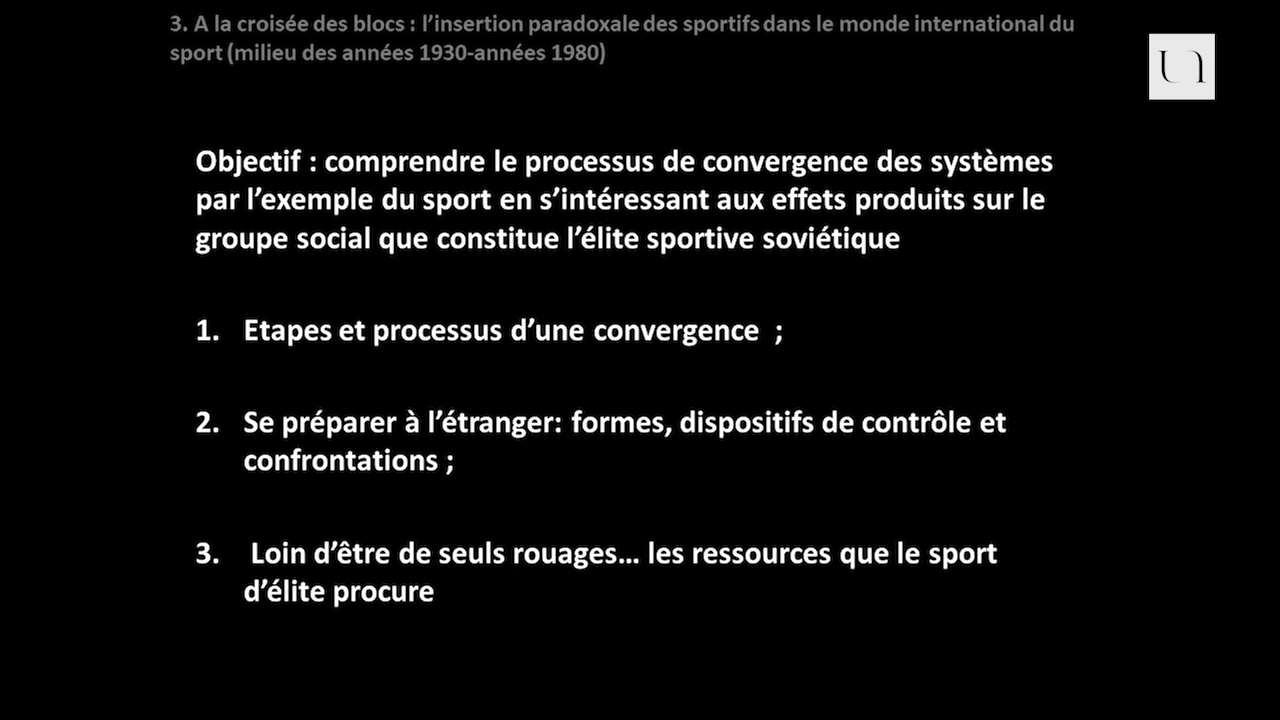 3. A la croisée des blocs : l’insertion paradoxale des sportifs dans le monde international du
sport (milieu des années 1930-années 1980)
Objectif : comprendre le processus de convergence des systèmes
par l’exemple du sport en s’intéressant aux effets produits sur le
groupe social que constitue l’élite sportive soviétique
1. Etapes et processus d’une convergence ;
2. Se préparer à l’étranger: formes, dispositifs de contrôle et
confrontations ;
3. Loin d’être de seuls rouages… les ressources que le sport
d’élite procure